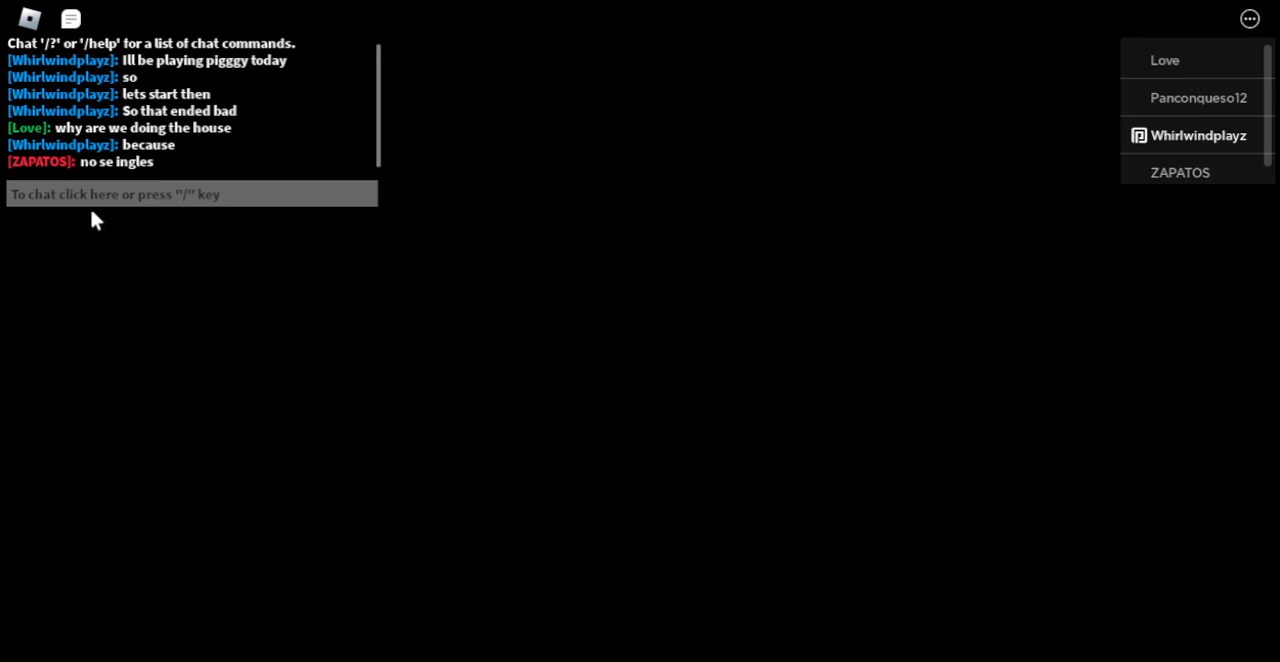 Chat '/?' or '/help' for a list of chat commands.
[Whirlwindplayz]: Ill be playing pigggy today
[Whirlwindplayz]: so
[Whirlwindplayz]: lets start then
[Whirlwindplayz]: So that ended bad
[Love]: why are we doing the house
[Whirlwindplayz]: because
[ZAPATOS]: no se ingles
To chat click here or press "/" key
Love
Panconqueso12
Whirlwindplayz
ZAPATOS